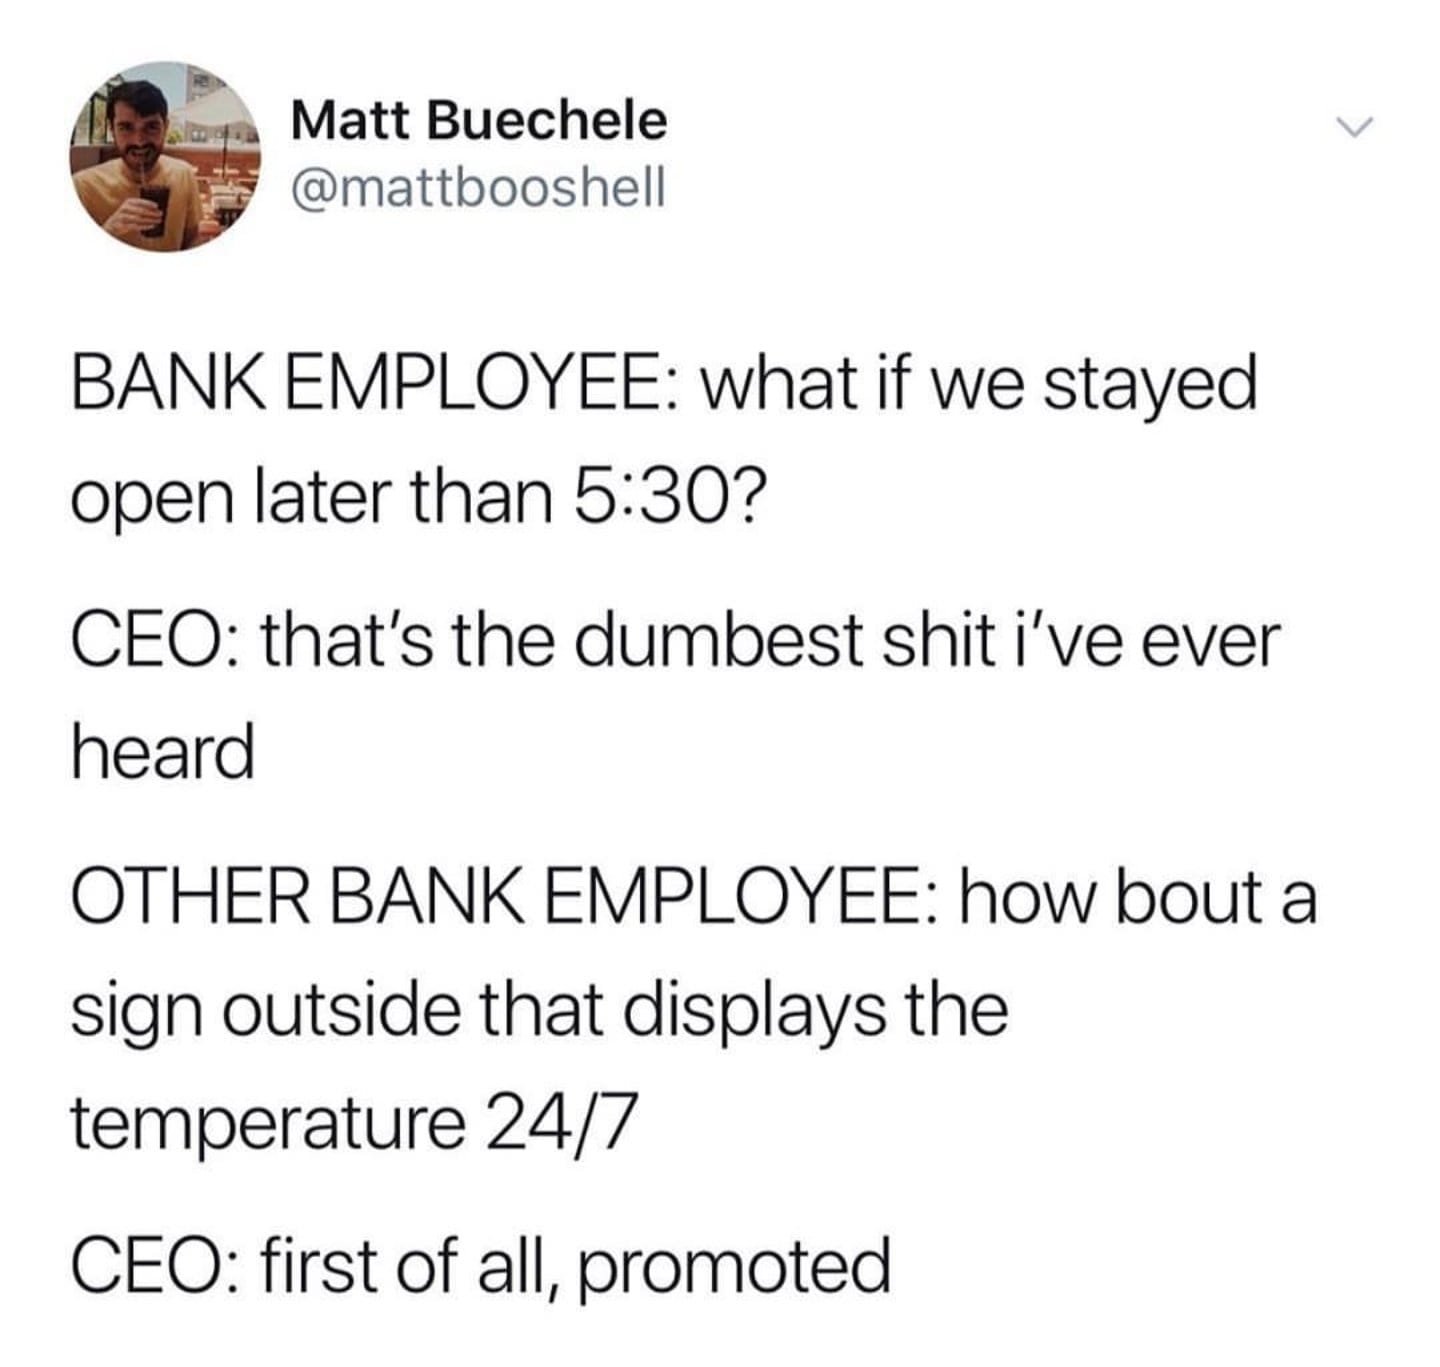 Matt Buechele
@mattbooshell
BANK EMPLOYEE: what if we stayed
open later than 5:30?
CEO: that’s the dumbest shit i’ve ever
heard
OTHER BANK EMPLOYEE: how bout a
sign outside that displays the
temperature 24/7
CEO: first of all, promoted